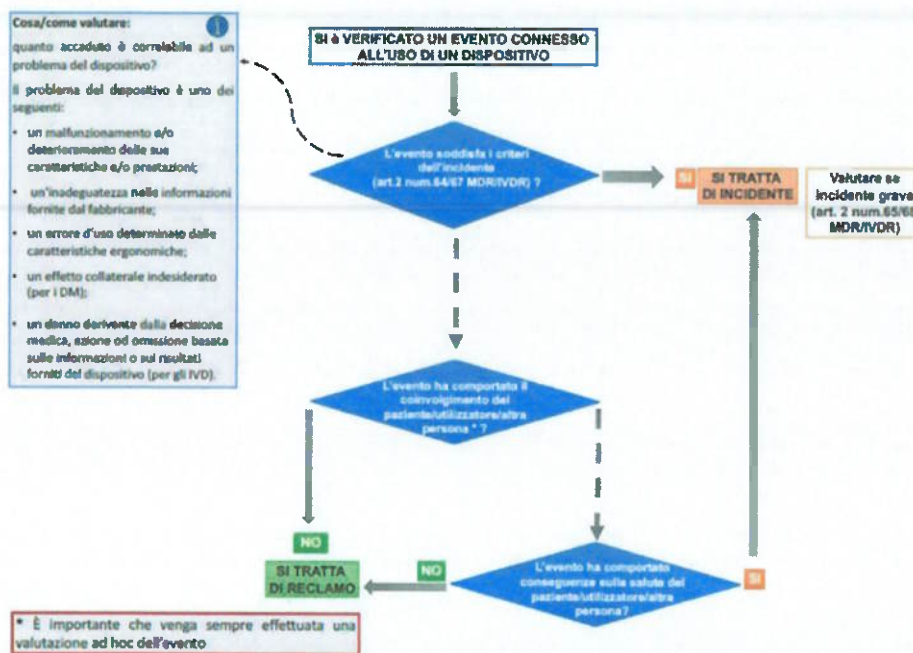 Cosa/come valutare:
quanto accaduto è correlabile ad un
problema del dispositivo?
Il problema del dispositivo è uno dei
seguenti:
• un malfunzionamento e/o
deterioramento delle sue
caratteristiche e/o prestazioni;
• un'inadeguatezza nelle informazioni
fornite dal fabbricante;
• un errore d'uso determinato dalle
caratteristiche ergonomiche;
• un effetto collaterale indesiderato
(per i DM);
• un danno derivante dalla decisione
medica, azione od omissione basata
sulle informazioni o sui risultati
forniti del dispositivo (per gli IVD).
i
SI è VERIFICATO UN EVENTO CONNESSO
ALL'USO DI UN DISPOSITIVO
L'evento soddisfa i criteri
dell'incidente
(art.2 num.64/67 MDR/IVDR) ?
SI
SI TRATTA
DI INCIDENTE
Valutare se
incidente grave
(art. 2 num.65/68
MDR/IVDR)
L'evento ha comportato il
coinvolgimento del
paziente/utilizzatore/altra
persona * ?
NO
SI TRATTA
DI RECLAMO
NO
L'evento ha comportato
conseguenze sulla salute del
paziente/utilizzatore/altra
persona?
SI
* È importante che venga sempre effettuata una
valutazione ad hoc dell'evento